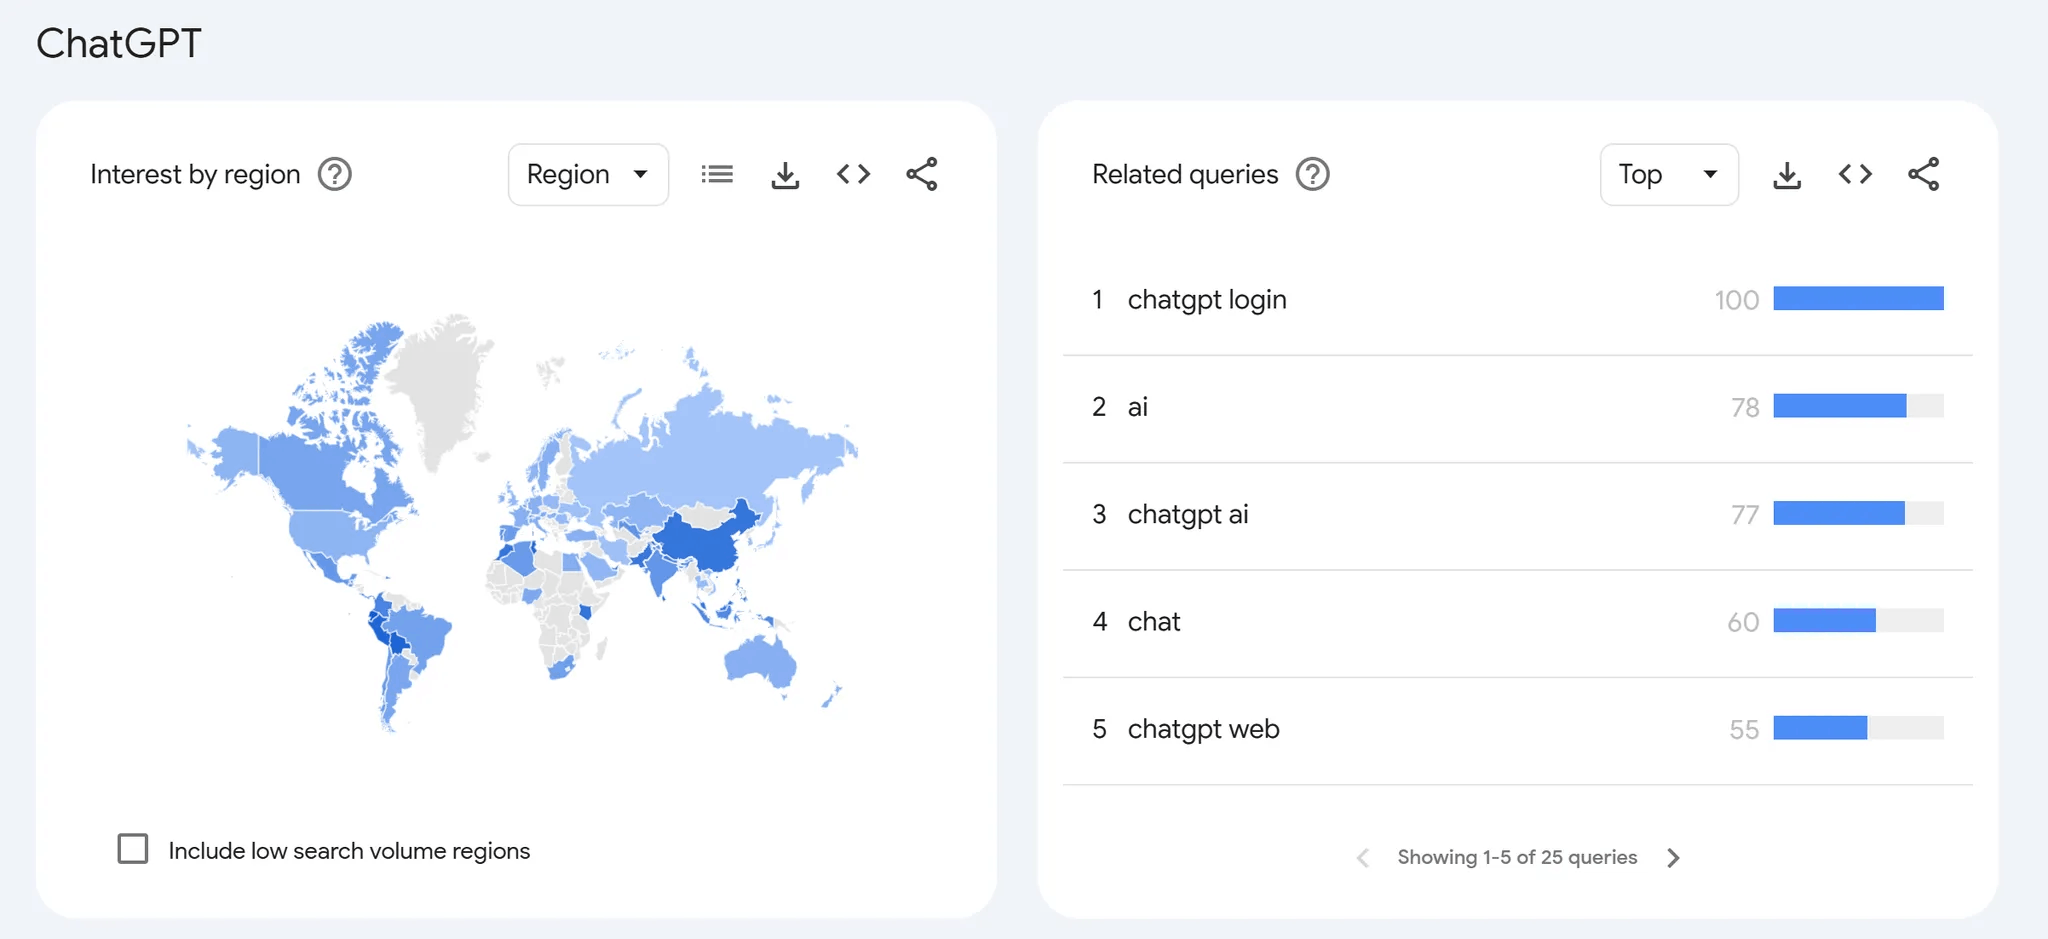 ChatGPT
Interest by region
Region
Related queries
Top
1 chatgpt login 100
2 ai 78
3 chatgpt ai 77
4 chat 60
5 chatgpt web 55
Include low search volume regions
Showing 1-5 of 25 queries